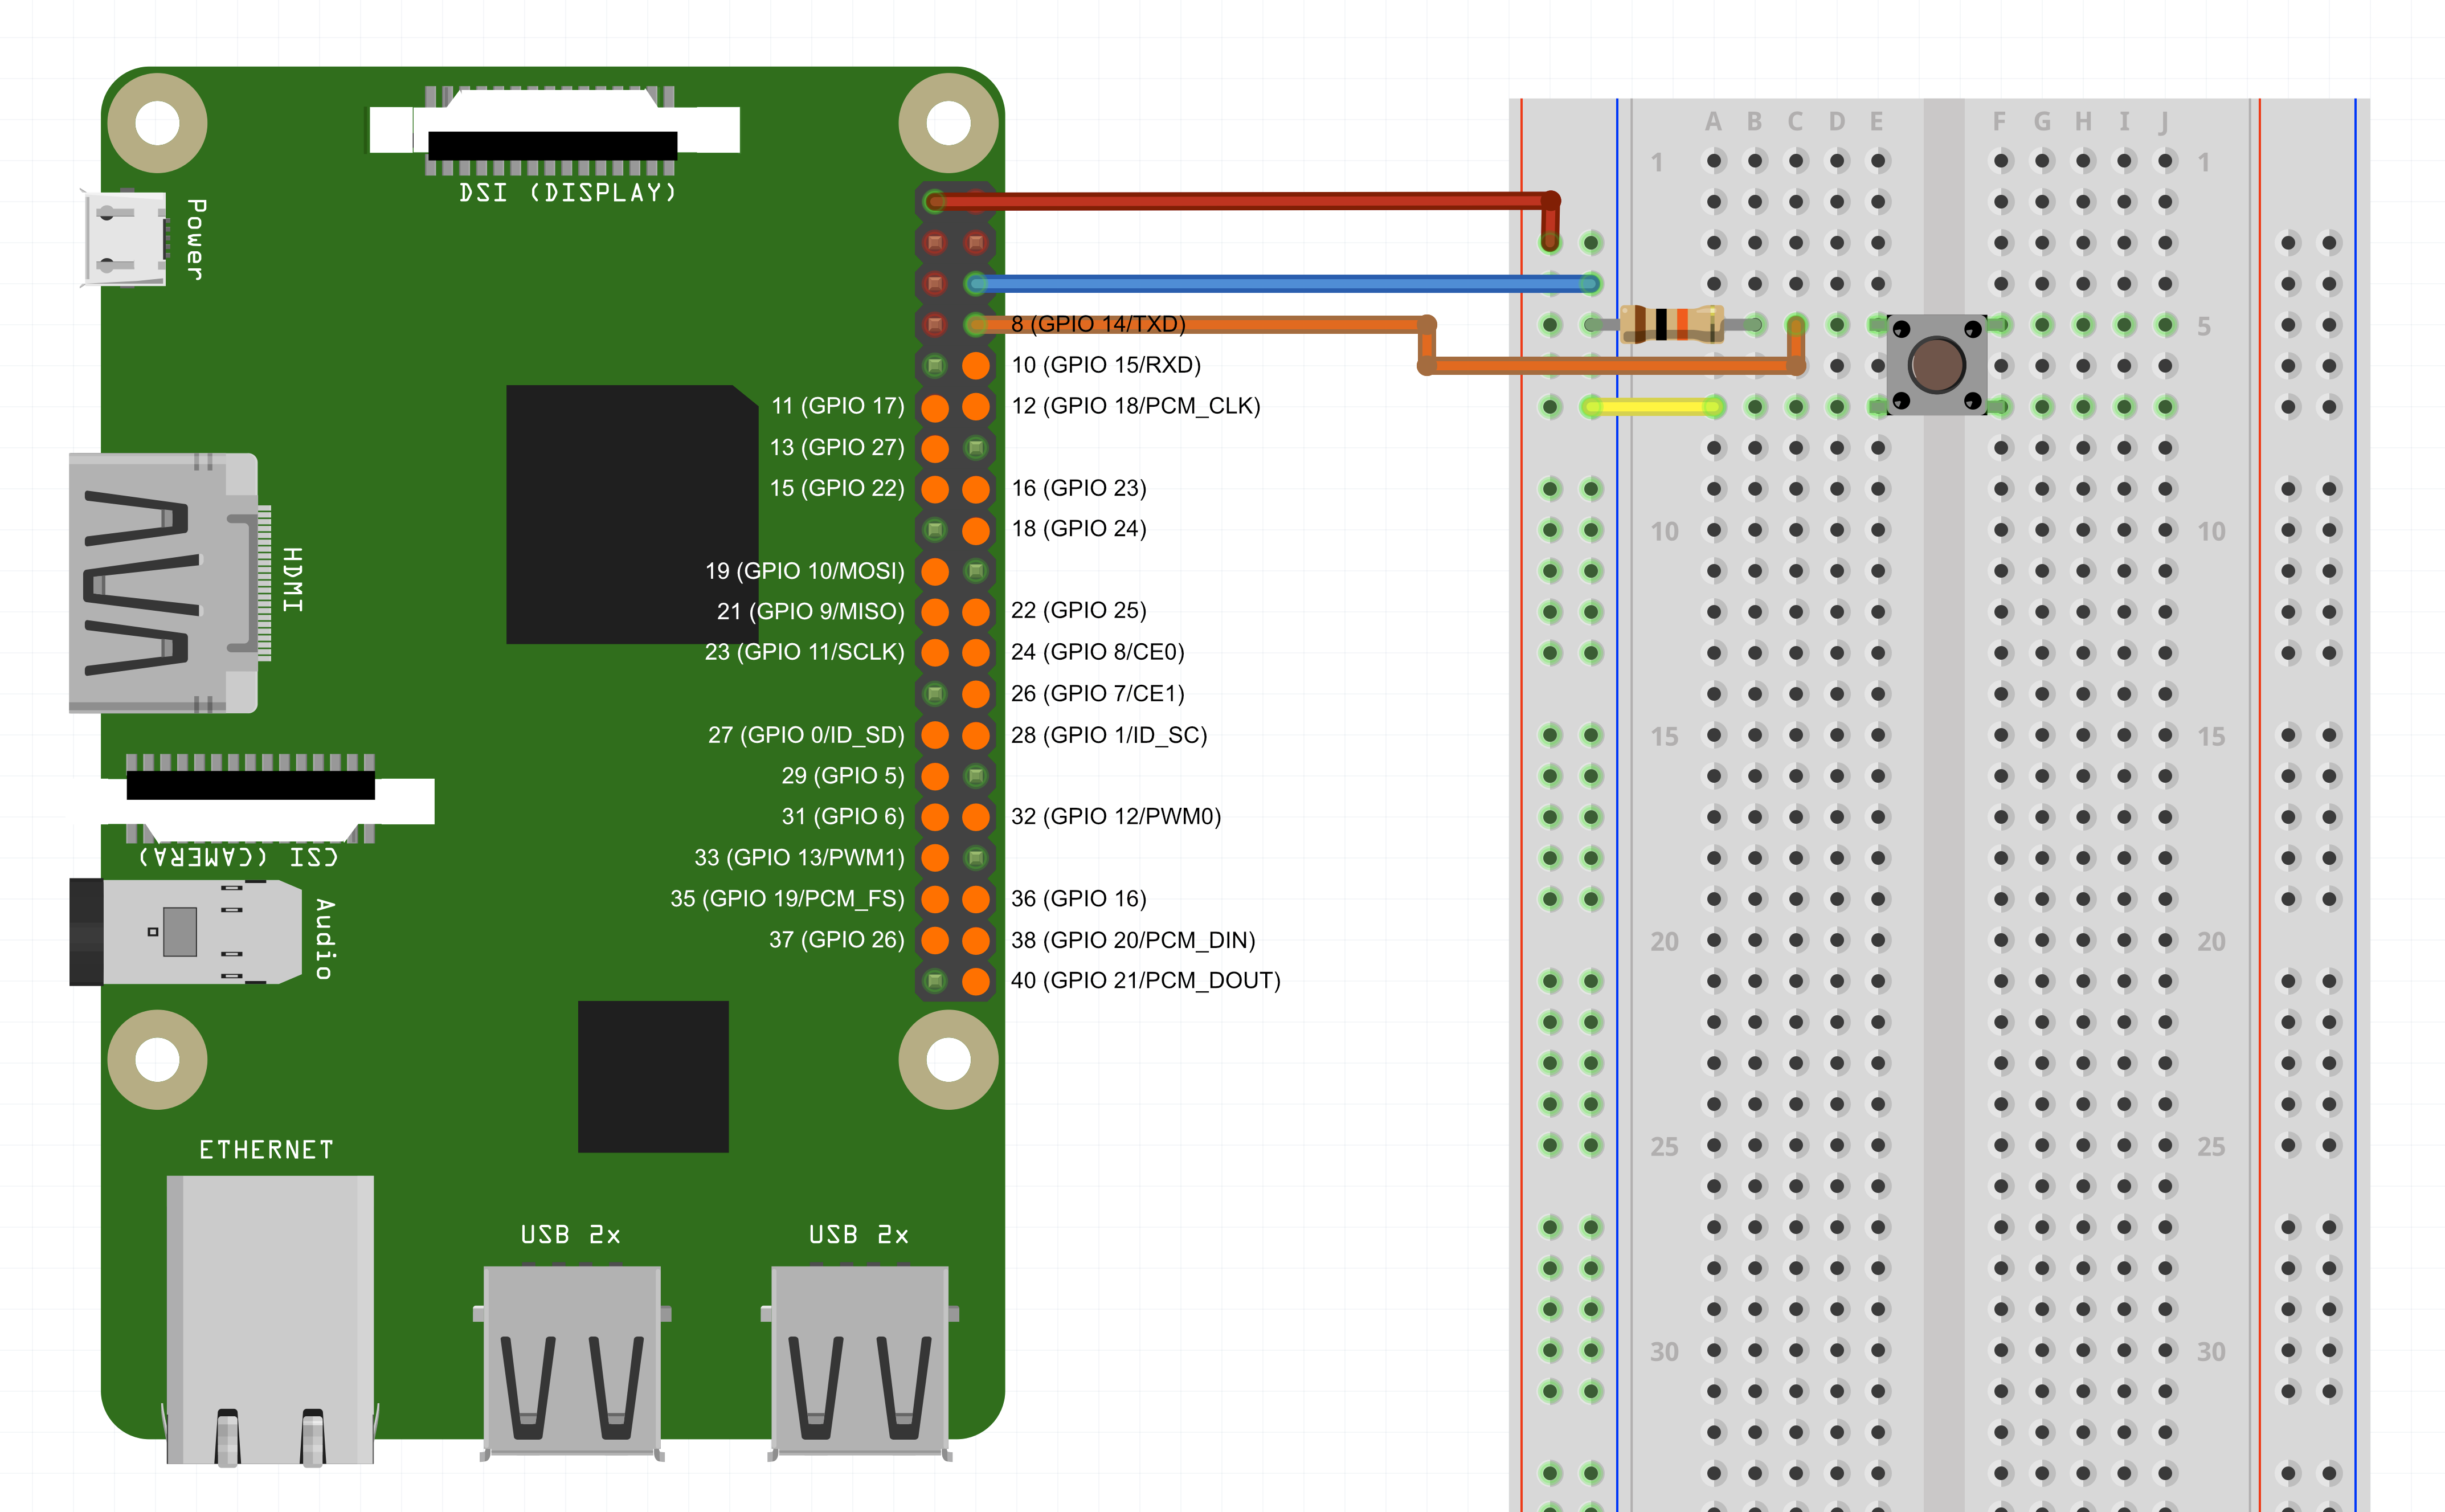 DSI (DISPLAY)
Power
A B C D E F G H I J
1 1
8 (GPIO 14/TXD)
5
10 (GPIO 15/RXD)
11 (GPIO 17) 12 (GPIO 18/PCM_CLK)
13 (GPIO 27)
15 (GPIO 22) 16 (GPIO 23)
18 (GPIO 24)
10 10
19 (GPIO 10/MOSI)
HDMI
21 (GPIO 9/MISO) 22 (GPIO 25)
23 (GPIO 11/SCLK) 24 (GPIO 8/CE0)
26 (GPIO 7/CE1)
27 (GPIO 0/ID_SD) 28 (GPIO 1/ID_SC)
15 15
29 (GPIO 5)
31 (GPIO 6) 32 (GPIO 12/PWM0)
33 (GPIO 13/PWM1)
CSI (CAMERA)
35 (GPIO 19/PCM_FS) 36 (GPIO 16)
Audio
37 (GPIO 26) 38 (GPIO 20/PCM_DIN)
20 20
40 (GPIO 21/PCM_DOUT)
ETHERNET
25 25
USB 2x USB 2x
30 30